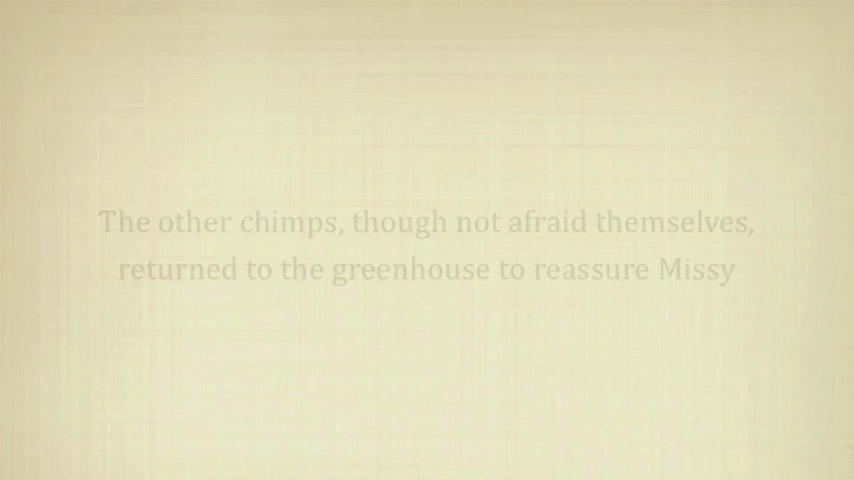 The other chimps, though not afraid themselves,
returned to the greenhouse to reassure Missy